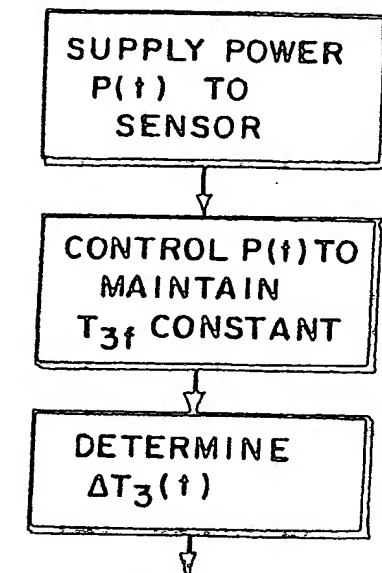 SUPPLY POWER
P(t) TO
SENSOR
CONTROL P(t) TO
MAINTAIN
T3f CONSTANT
DETERMINE
ΔT3(t)